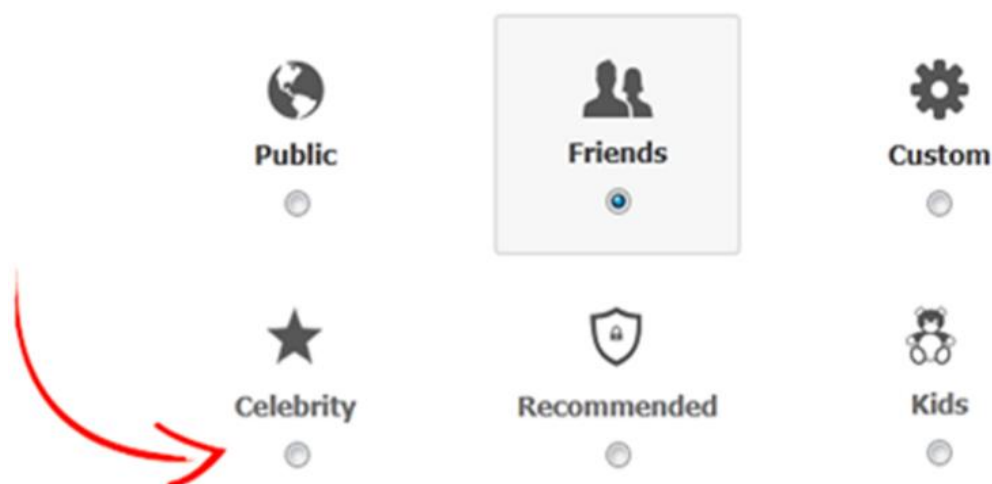 Public
Friends
Custom
Celebrity
Recommended
Kids